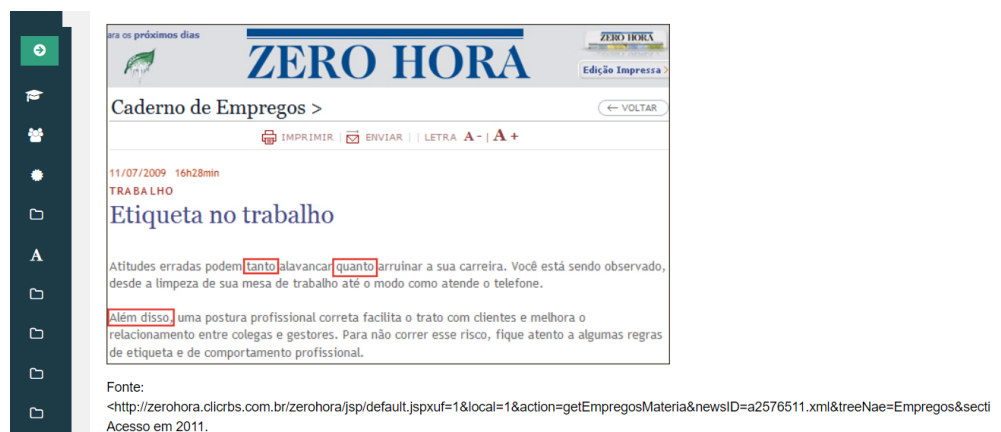 ara os próximos dias
ZERO HORA
ZERO HORA
Edição Impressa >
Caderno de Empregos >
← VOLTAR
IMPRIMIR | ENVIAR | | LETRA A - | A +
11/07/2009 16h28min
TRABALHO
Etiqueta no trabalho
Atitudes erradas podem tanto alavancar quanto arruinar a sua carreira. Você está sendo observado,
desde a limpeza de sua mesa de trabalho até o modo como atende o telefone.
Além disso, uma postura profissional correta facilita o trato com clientes e melhora o
relacionamento entre colegas e gestores. Para não correr esse risco, fique atento a algumas regras
de etiqueta e de comportamento profissional.
Fonte:
<http://zerohora.clicrbs.com.br/zerohora/jsp/default.jspxuf=1&local=1&action=getEmpregosMateria&newsID=a2576511.xml&treeNae=Empregos&secti
Acesso em 2011.
A